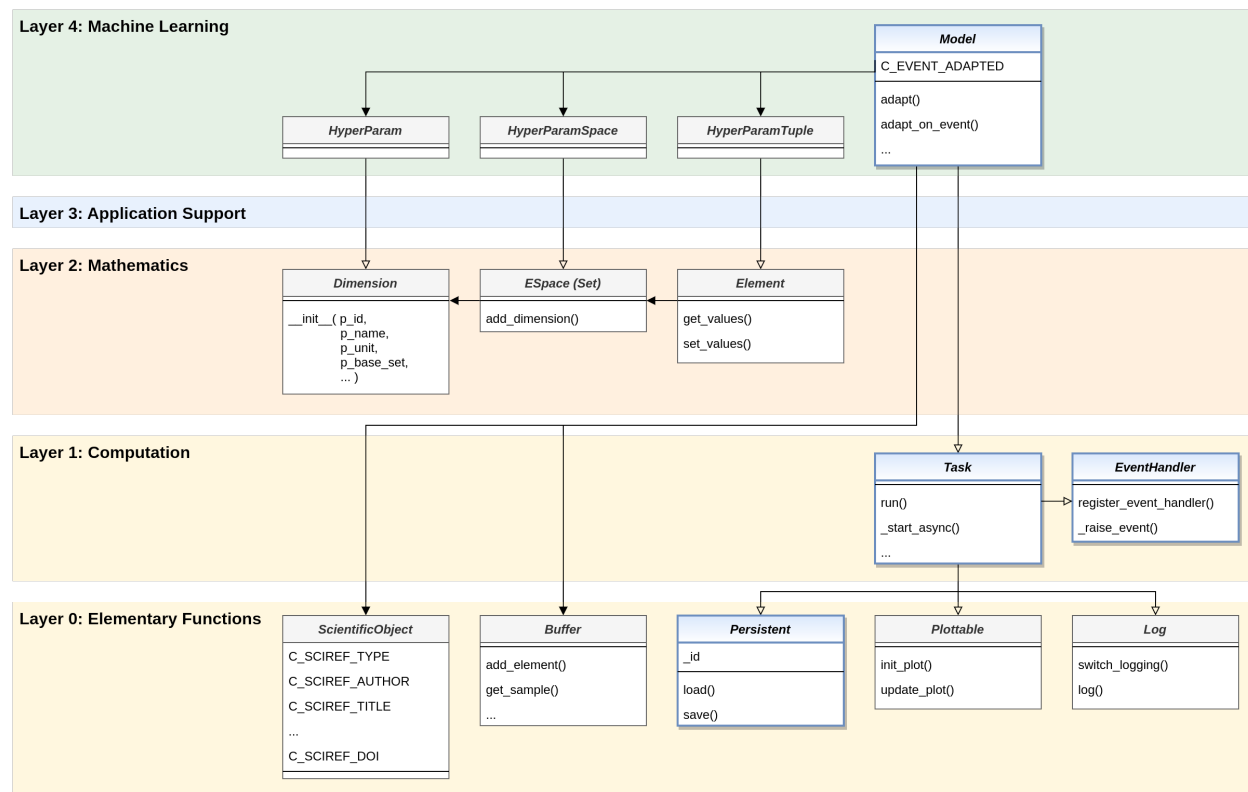 Layer 4: Machine Learning
Model
C_EVENT_ADAPTED
adapt()
adapt_on_event()
...
HyperParam
HyperParamSpace
HyperParamTuple
Layer 3: Application Support
Layer 2: Mathematics
Dimension
__init__( p_id,
p_name,
p_unit,
p_base_set,
... )
ESpace (Set)
add_dimension()
Element
get_values()
set_values()
Layer 1: Computation
Task
run()
_start_async()
...
EventHandler
register_event_handler()
_raise_event()
Layer 0: Elementary Functions
ScientificObject
C_SCIREF_TYPE
C_SCIREF_AUTHOR
C_SCIREF_TITLE
...
C_SCIREF_DOI
Buffer
add_element()
get_sample()
...
Persistent
_id
load()
save()
Plottable
init_plot()
update_plot()
Log
switch_logging()
log()